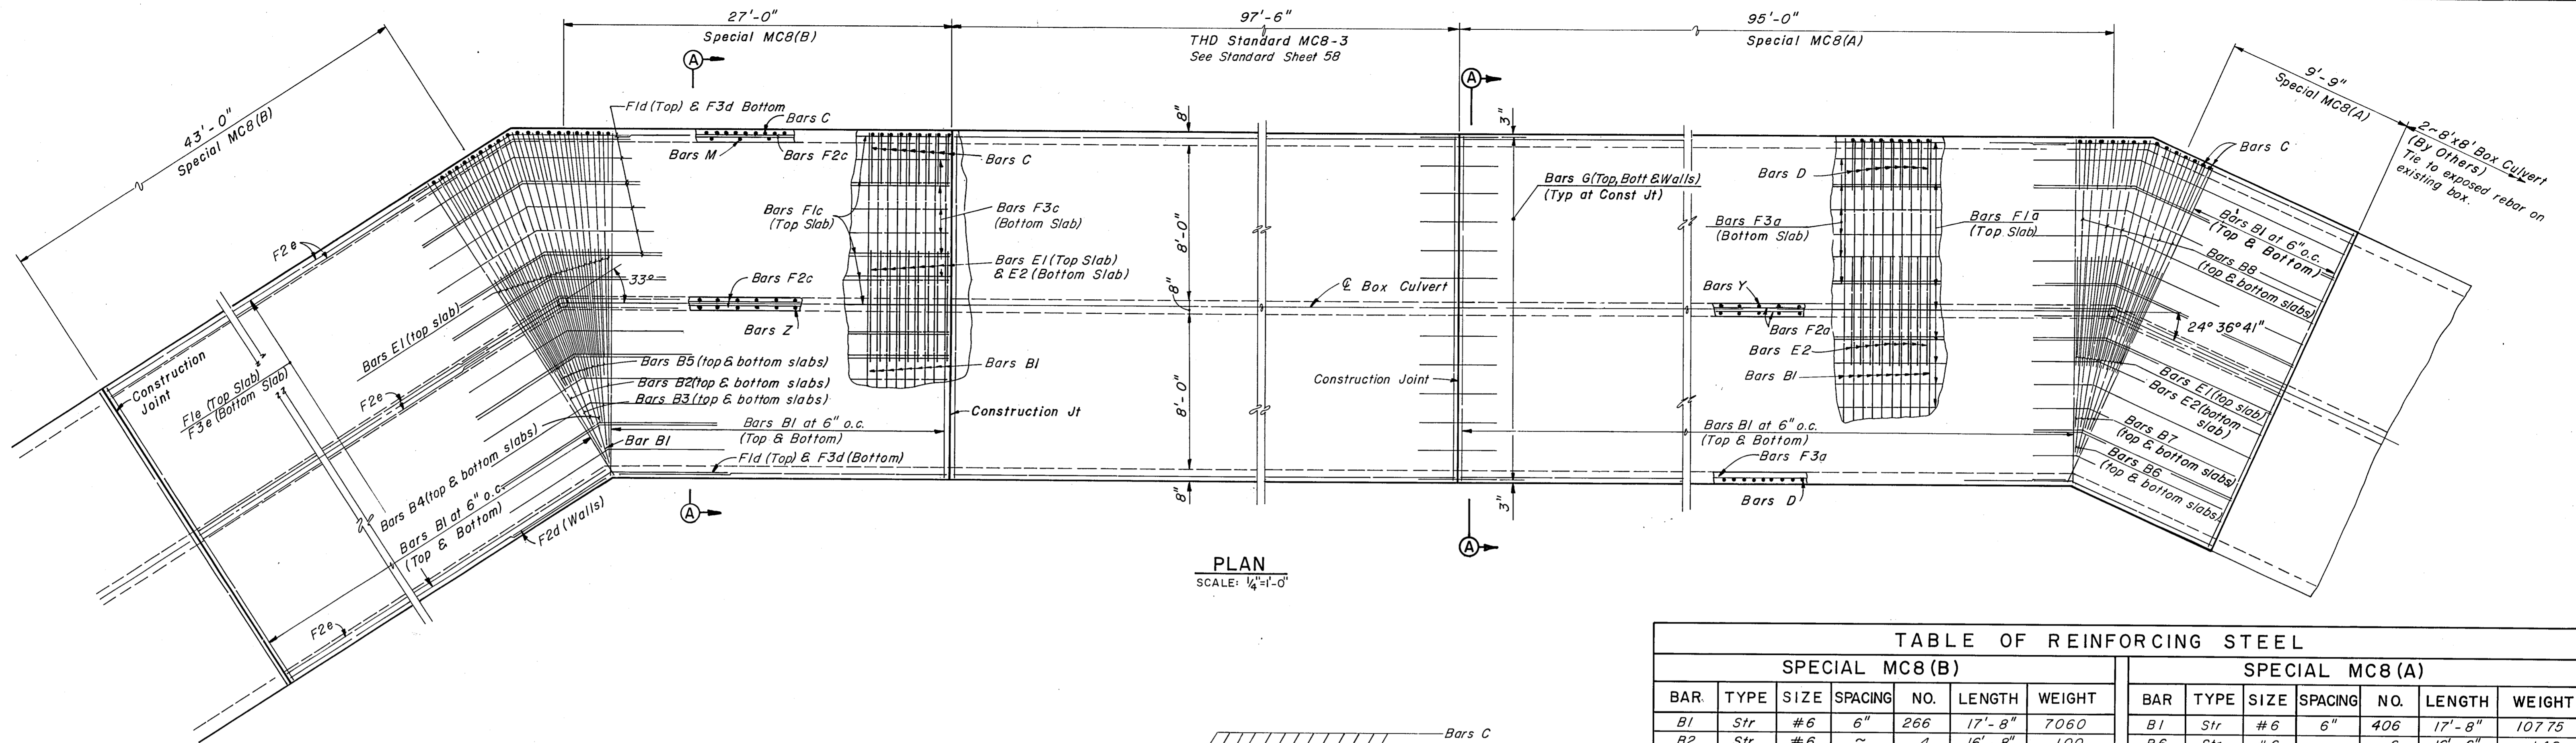 27'-0"
Special MC8(B)
97'-6"
THD Standard MC8-3
See Standard Sheet 58
95'-0"
Special MC8(A)
43'-0"
Special MC8(B)
9'-9"
Special MC8(A)
2~8'x8' Box Culvert
(By Others)
Tie to exposed rebar on
existing box.
A
A
F1d (Top) & F3d Bottom
Bars C
Bars M
Bars F2c
Bars C
8"
3"
Bars C
Bars F1c
(Top Slab)
Bars F3c
(Bottom Slab)
8'-0"
Bars G(Top, Bott & Walls)
(Typ at Const Jt)
Bars D
Bars F3a
(Bottom Slab)
Bars F1a
(Top Slab)
Bars B1 at 6" o.c.
(Top & Bottom)
Bars B8
(top & bottom slabs)
F2e
33°
Bars E1 (Top Slab)
& E2 (Bottom Slab)
Bars F2c
Bars Z
8"
℄ Box Culvert
Bars Y
Bars F2a
24° 36' 41"
Bars E1(top slab)
Bars E2
Bars B1
Construction
Joint
F1e (Top Slab)
F3e (Bottom Slab)
F2e
Bars B5 (top & bottom slabs)
Bars B2(top & bottom slabs)
Bars B3 (top & bottom slabs)
Bars B1
Construction Joint
Bars E1 (top slab)
Bars E2(bottom
slab)
Bars B7
(top & bottom slabs)
Bars B6
(top & bottom slabs)
Bars B1 at 6" o.c.
(Top & Bottom)
Construction Jt
8'-0"
Bars B1 at 6" o.c.
(Top & Bottom)
Bar B1
F1d (Top) & F3d (Bottom)
Bars F3a
Bars D
Bars B4(top & bottom slabs)
Bars B1 at 6" o.c.
(Top & Bottom)
F2d (Walls)
8"
3"
A
A
F2e
PLAN
SCALE: 1/4"=1'-0"
Bars C
TABLE OF REINFORCING STEEL
SPECIAL MC8 (B) SPECIAL MC8 (A)
BAR TYPE SIZE SPACING NO. LENGTH WEIGHT BAR TYPE SIZE SPACING NO. LENGTH WEIGHT
B1 Str #6 6" 266 17'-8" 7060 B1 Str #6 6" 406 17'-8" 10775
B2 Str #6 ~ 4 16'-8" 100